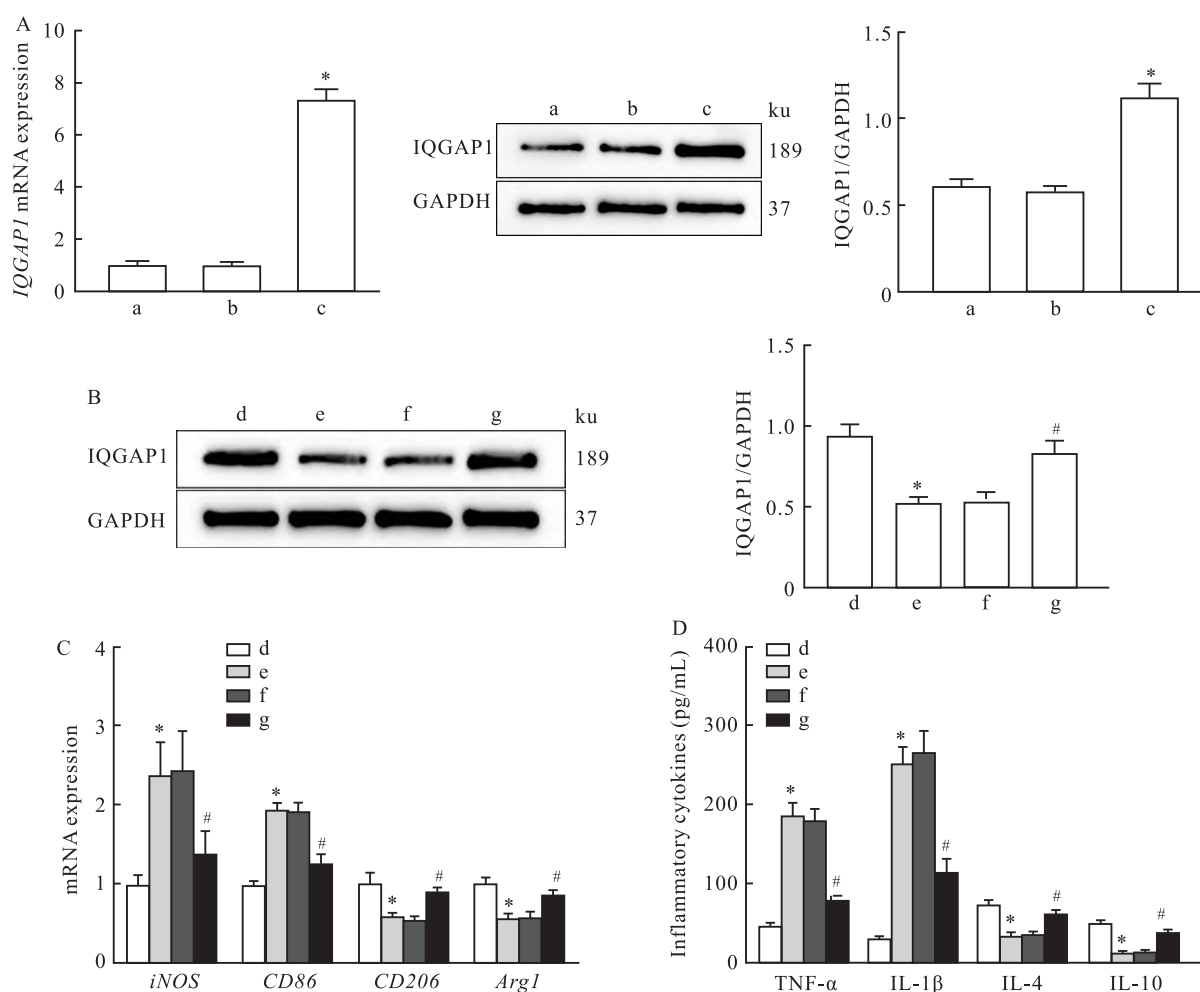 A
IQGAP1 mRNA expression
10
8
6
4
2
0
*
a b c
a b c ku
IQGAP1 189
GAPDH 37
IQGAP1/GAPDH
1.5
1.0
0.5
0
*
a b c
B
d e f g ku
IQGAP1 189
GAPDH 37
IQGAP1/GAPDH
1.5
1.0
0.5
0
* #
d e f g
C
mRNA expression
4
3
2
1
0
d
e
f
g
* # * # * # * #
iNOS CD86 CD206 Arg1
D
Inflammatory cytokines (pg/mL)
400
300
200
100
0
d
e
f
g
* # * # * # * #
TNF-α IL-1β IL-4 IL-10